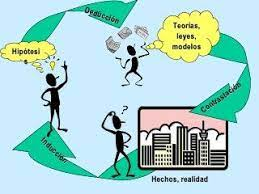 Deducción
Teorías,
leyes,
modelos
Hipótesi
s
Contrastación
Inducción
Hechos, realidad